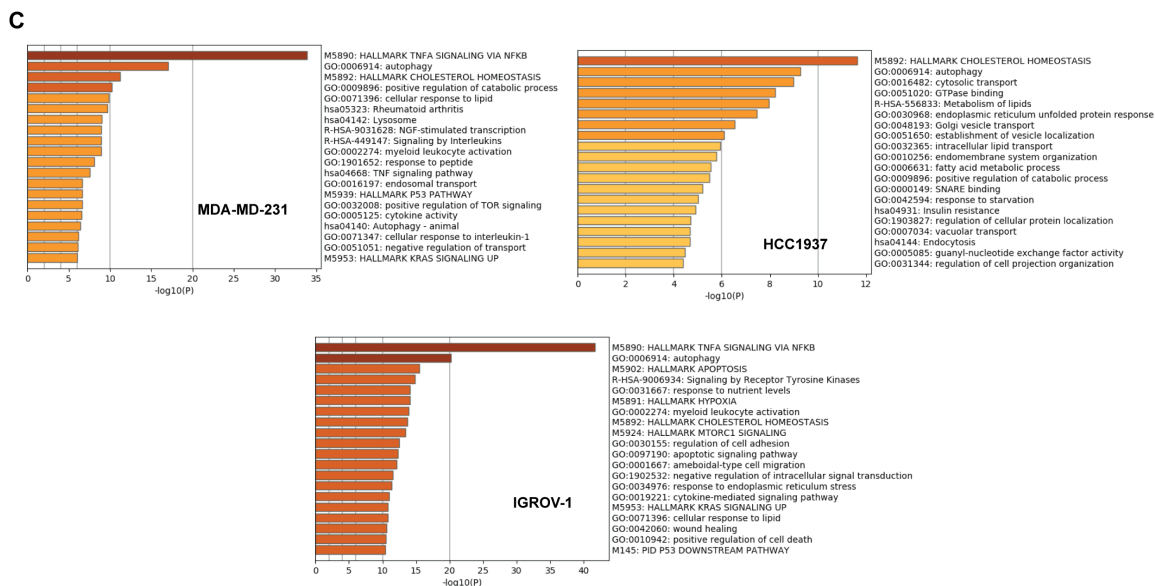 C
M5890: HALLMARK TNFA SIGNALING VIA NFKB
GO:0006914: autophagy
M5892: HALLMARK CHOLESTEROL HOMEOSTASIS
GO:0009896: positive regulation of catabolic process
GO:0071396: cellular response to lipid
hsa05323: Rheumatoid arthritis
hsa04142: Lysosome
R-HSA-9031628: NGF-stimulated transcription
R-HSA-449147: Signaling by Interleukins
GO:0002274: myeloid leukocyte activation
GO:1901652: response to peptide
hsa04668: TNF signaling pathway
GO:0016197: endosomal transport
M5939: HALLMARK P53 PATHWAY
GO:0032008: positive regulation of TOR signaling
GO:0005125: cytokine activity
hsa04140: Autophagy - animal
GO:0071347: cellular response to interleukin-1
GO:0051051: negative regulation of transport
M5953: HALLMARK KRAS SIGNALING UP
MDA-MD-231
0 5 10 15 20 25 30 35
-log10(P)
M5892: HALLMARK CHOLESTEROL HOMEOSTASIS
GO:0006914: autophagy
GO:0016482: cytosolic transport
GO:0051020: GTPase binding
R-HSA-556833: Metabolism of lipids
GO:0030968: endoplasmic reticulum unfolded protein response
GO:0048193: Golgi vesicle transport
GO:0051650: establishment of vesicle localization
GO:0032365: intracellular lipid transport
GO:0010256: endomembrane system organization
GO:0006631: fatty acid metabolic process
GO:0009896: positive regulation of catabolic process
GO:0000149: SNARE binding
GO:0042594: response to starvation
hsa04931: Insulin resistance
GO:1903827: regulation of cellular protein localization
GO:0007034: vacuolar transport
hsa04144: Endocytosis
GO:0005085: guanyl-nucleotide exchange factor activity
GO:0031344: regulation of cell projection organization
HCC1937
0 2 4 6 8 10 12
-log10(P)
M5890: HALLMARK TNFA SIGNALING VIA NFKB
GO:0006914: autophagy
M5902: HALLMARK APOPTOSIS
R-HSA-9006934: Signaling by Receptor Tyrosine Kinases
GO:0031667: response to nutrient levels
M5891: HALLMARK HYPOXIA
GO:0002274: myeloid leukocyte activation
M5892: HALLMARK CHOLESTEROL HOMEOSTASIS
M5924: HALLMARK MTORC1 SIGNALING
GO:0030155: regulation of cell adhesion
GO:0097190: apoptotic signaling pathway
GO:0001667: ameboidal-type cell migration
GO:1902532: negative regulation of intracellular signal transduction
GO:0034976: response to endoplasmic reticulum stress
GO:0019221: cytokine-mediated signaling pathway
M5953: HALLMARK KRAS SIGNALING UP
GO:0071396: cellular response to lipid
GO:0042060: wound healing
GO:0010942: positive regulation of cell death
M145: PID P53 DOWNSTREAM PATHWAY
IGROV-1
0 5 10 15 20 25 30 35 40
-log10(P)